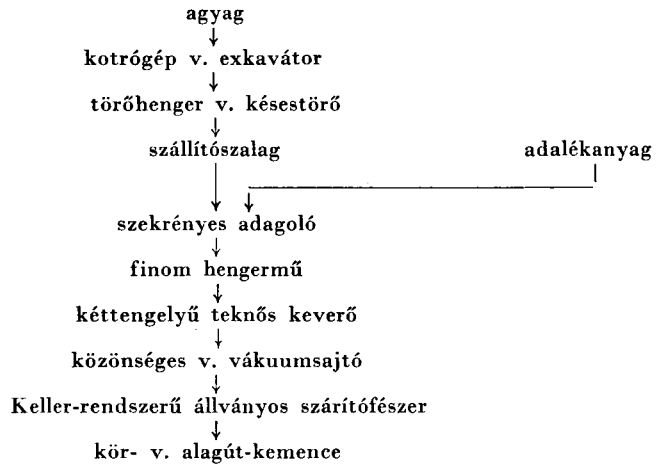 agyag
kotrógép v. exkavátor
törőhenger v. késestörő
szállítószalag adalékanyag
szekrényes adagoló
finom hengermű
kéttengelyű teknős keverő
közönséges v. vákuumsajtó
Keller-rendszerű állványos szárítófészer
kör- v. alagút-kemence